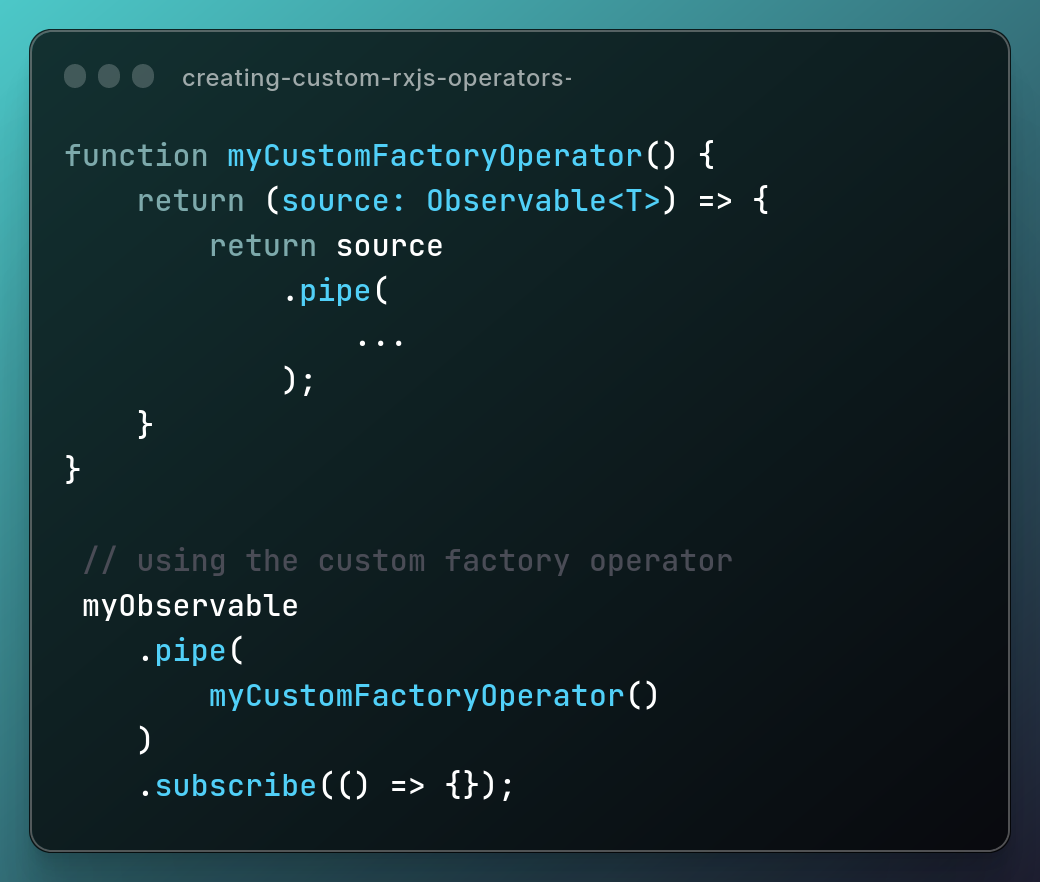 creating-custom-rxjs-operators-
function myCustomFactoryOperator() {
    return (source: Observable<T>) => {
        return source
            .pipe(
                ...
            );
    }
}
 // using the custom factory operator
 myObservable
    .pipe(
        myCustomFactoryOperator()
    )
    .subscribe(() => {});